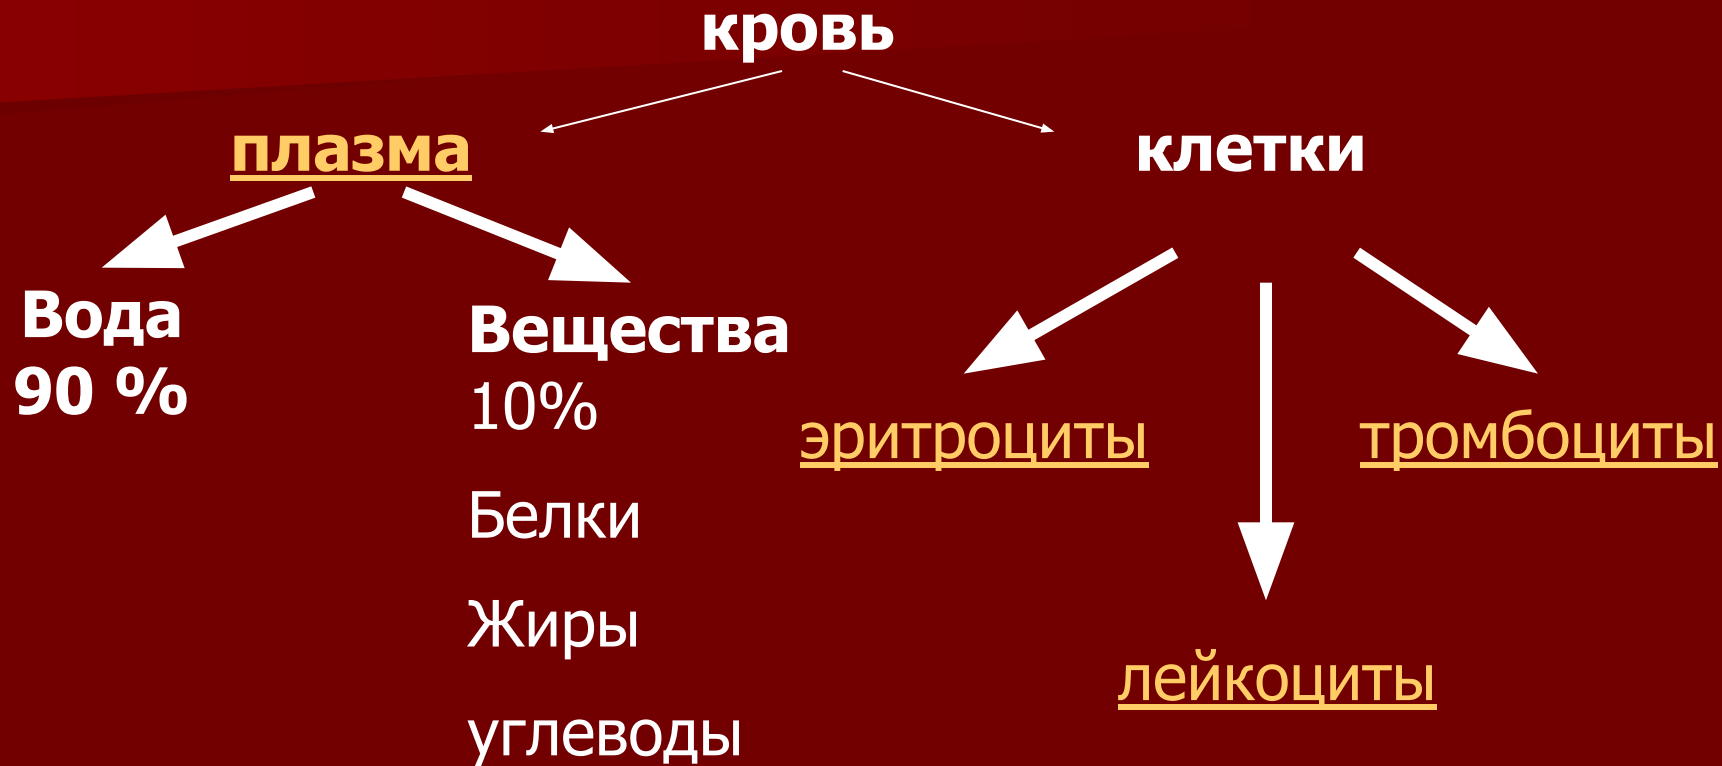 кровь
плазма
клетки
Вода
90 %
Вещества
10%
Белки
Жиры
углеводы
эритроциты
тромбоциты
лейкоциты